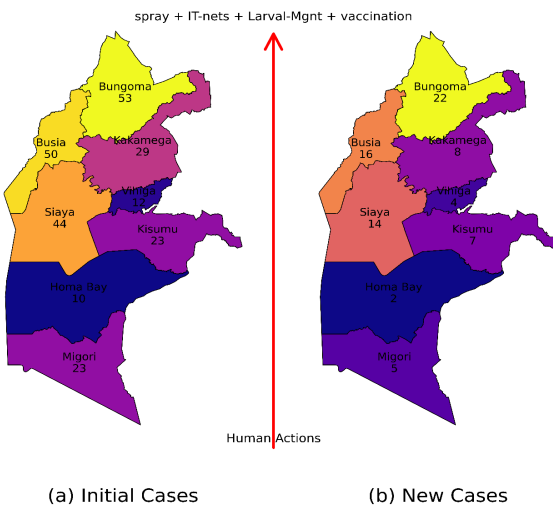 spray + IT-nets + Larval-Mgnt + vaccination
Bungoma
53
Busia
50
Kakamega
29
Vihiga
12
Siaya
44
Kisumu
23
Homa Bay
10
Migori
23
Bungoma
22
Busia
16
Kakamega
8
Vihiga
4
Siaya
14
Kisumu
7
Homa Bay
2
Migori
5
Human Actions
(a) Initial Cases
(b) New Cases